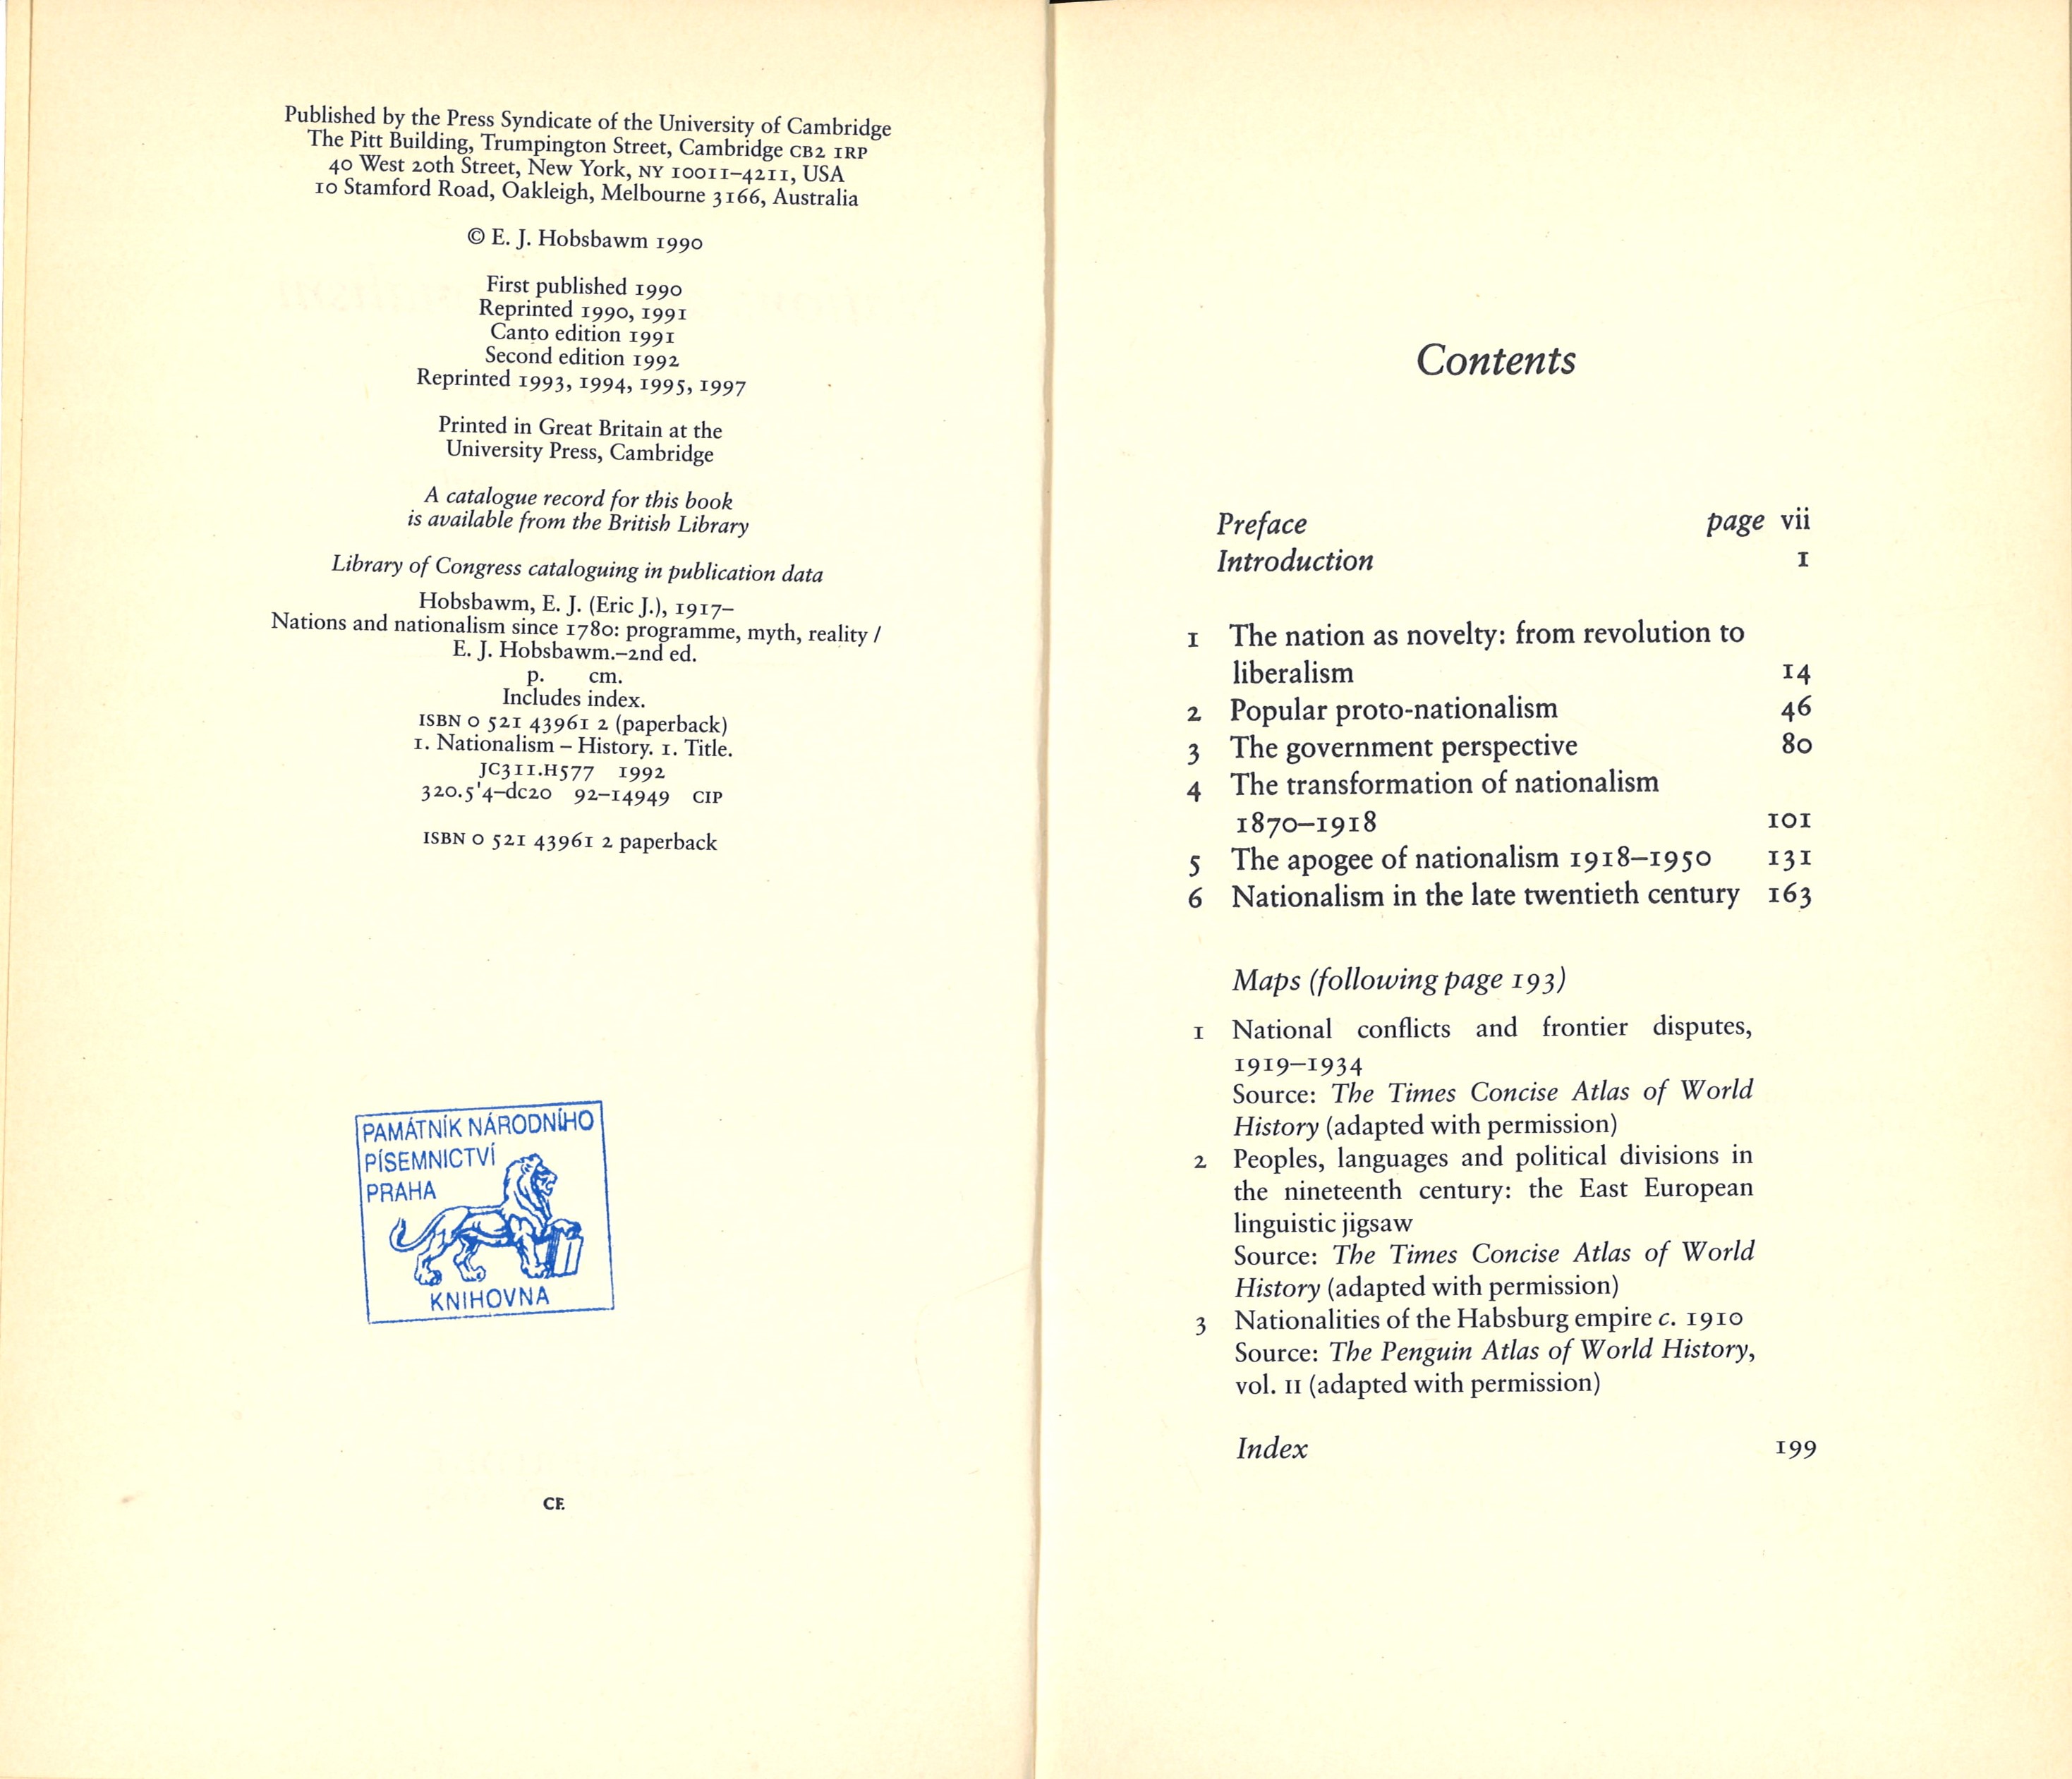 Published by the Press Syndicate of the University of Cambridge
The Pitt Building, Trumpington Street, Cambridge CB2 1RP
40 West 20th Street, New York, NY 10011–4211, USA
10 Stamford Road, Oakleigh, Melbourne 3166, Australia
© E. J. Hobsbawm 1990
First published 1990
Reprinted 1990, 1991
Canto edition 1991
Second edition 1992
Reprinted 1993, 1994, 1995, 1997
Printed in Great Britain at the
University Press, Cambridge
A catalogue record for this book
is available from the British Library
Library of Congress cataloguing in publication data
Hobsbawm, E. J. (Eric J.), 1917–
Nations and nationalism since 1780: programme, myth, reality /
E. J. Hobsbawm.–2nd ed.
p. cm.
Includes index.
ISBN 0 521 43961 2 (paperback)
1. Nationalism – History. 1. Title.
JC311.H577 1992
320.5'4–dc20 92–14949 CIP
ISBN 0 521 43961 2 paperback
PAMÁTNÍK NÁRODNÍHO
PÍSEMNICTVÍ
PRAHA
KNIHOVNA
CF.
Contents
Preface page vii
Introduction 1
1 The nation as novelty: from revolution to
liberalism 14
2 Popular proto-nationalism 46
3 The government perspective 80
4 The transformation of nationalism
1870–1918 101
5 The apogee of nationalism 1918–1950 131
6 Nationalism in the late twentieth century 163
Maps (following page 193)
1 National conflicts and frontier disputes,
1919–1934
Source: The Times Concise Atlas of World
History (adapted with permission)
2 Peoples, languages and political divisions in
the nineteenth century: the East European
linguistic jigsaw
Source: The Times Concise Atlas of World
History (adapted with permission)
3 Nationalities of the Habsburg empire c. 1910
Source: The Penguin Atlas of World History,
vol. II (adapted with permission)
Index 199